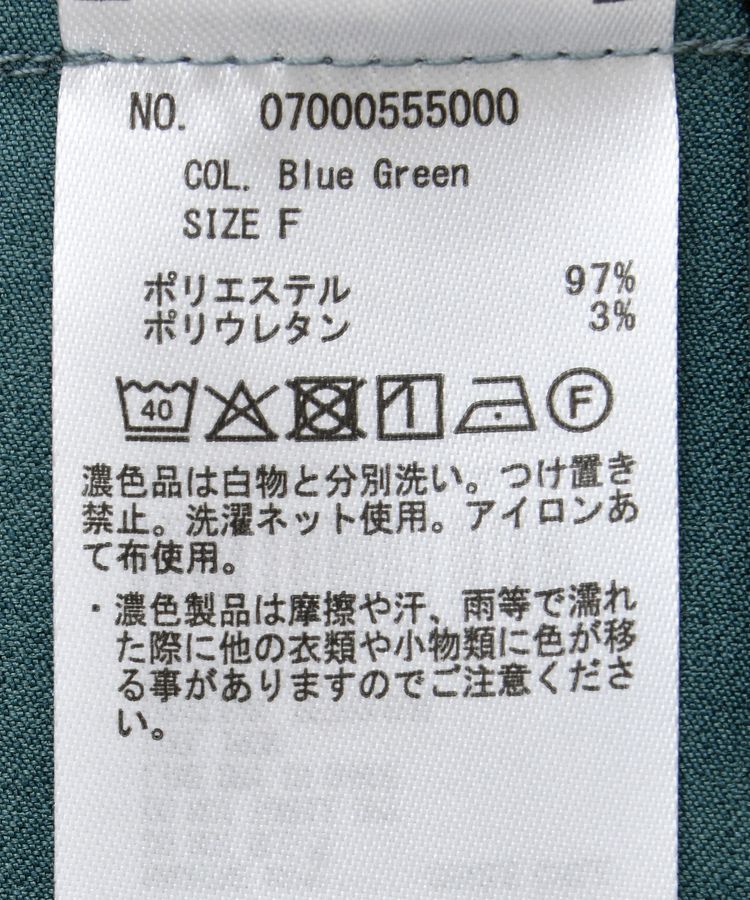 NO. 07000555000
COL. Blue Green
SIZE F
ポリエステル 97%
ポリウレタン 3%
40 F
濃色品は白物と分別洗い。つけ置き
禁止。洗濯ネット使用。アイロンあ
て布使用。
・濃色製品は摩擦や汗、雨等で濡れ
た際に他の衣類や小物類に色が移
る事がありますのでご注意くださ
い。